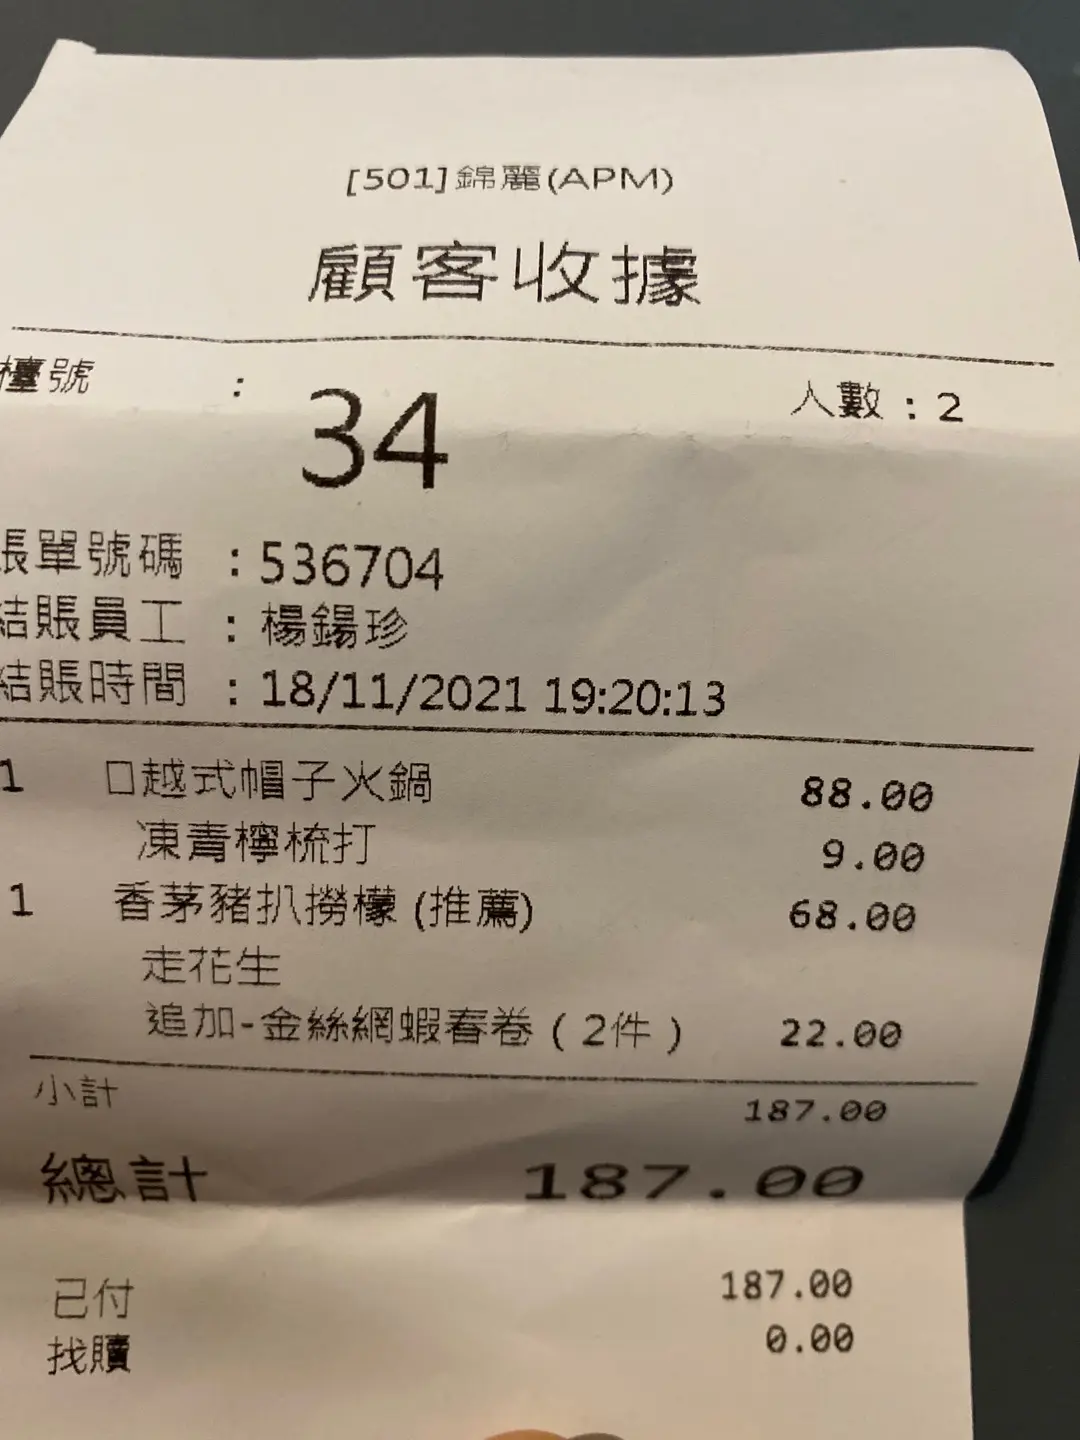 [501]錦麗(APM)
顧客收據
檯號 : 34 人數 : 2
張單號碼 : 536704
結賬員工 : 楊鍚珍
結賬時間 : 18/11/2021 19:20:13
1 口越式帽子火鍋 88.00
凍青檸梳打 9.00
1 香茅豬扒撈檬 (推薦) 68.00
走花生
追加-金絲網蝦春卷 ( 2件 ) 22.00
小計 187.00
總計 187.00
已付 187.00
找贖 0.00